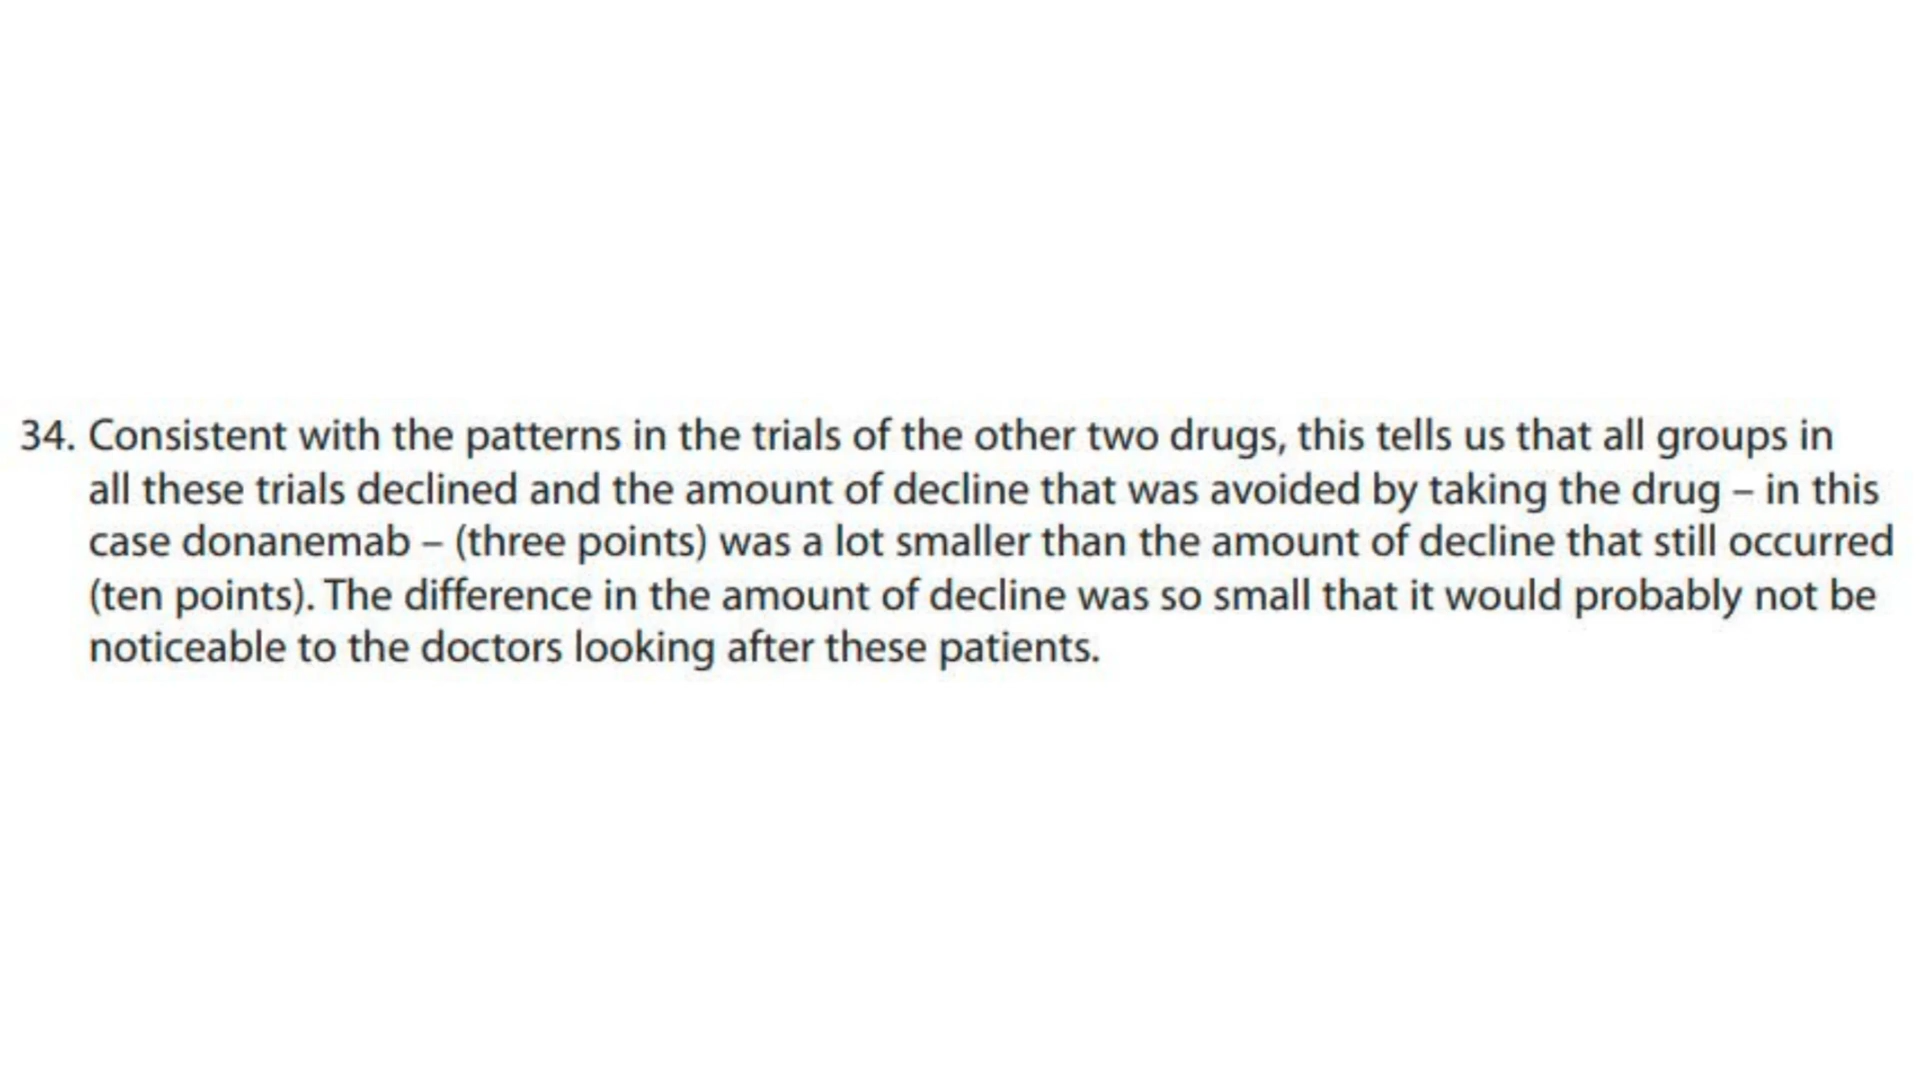 34. Consistent with the patterns in the trials of the other two drugs, this tells us that all groups in
all these trials declined and the amount of decline that was avoided by taking the drug – in this
case donanemab – (three points) was a lot smaller than the amount of decline that still occurred
(ten points). The difference in the amount of decline was so small that it would probably not be
noticeable to the doctors looking after these patients.